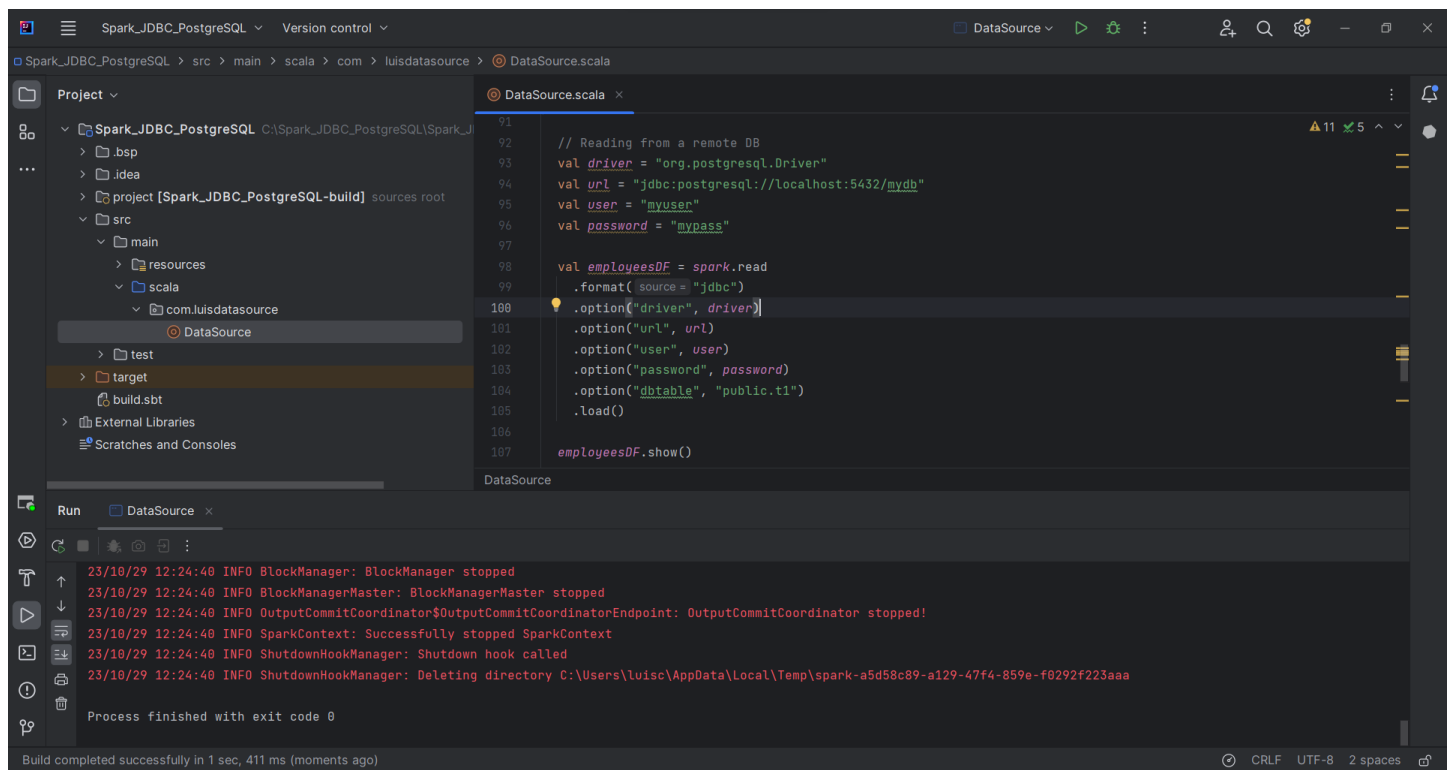 Spark_JDBC_PostgreSQL Version control DataSource
Spark_JDBC_PostgreSQL > src > main > scala > com > luisdatasource > DataSource.scala
Project
Spark_JDBC_PostgreSQL C:\Spark_JDBC_PostgreSQL\Spark_J
.bsp
.idea
project [Spark_JDBC_PostgreSQL-build] sources root
src
main
resources
scala
com.luisdatasource
DataSource
test
target
build.sbt
External Libraries
Scratches and Consoles
DataSource.scala
11 5
91
92 // Reading from a remote DB
93 val driver = "org.postgresql.Driver"
94 val url = "jdbc:postgresql://localhost:5432/mydb"
95 val user = "myuser"
96 val password = "mypass"
97
98 val employeesDF = spark.read
99 .format( source = "jdbc")
100 .option("driver", driver)
101 .option("url", url)
102 .option("user", user)
103 .option("password", password)
104 .option("dbtable", "public.t1")
105 .load()
106
107 employeesDF.show()
DataSource
Run DataSource
23/10/29 12:24:40 INFO BlockManager: BlockManager stopped
23/10/29 12:24:40 INFO BlockManagerMaster: BlockManagerMaster stopped
23/10/29 12:24:40 INFO OutputCommitCoordinator$OutputCommitCoordinatorEndpoint: OutputCommitCoordinator stopped!
23/10/29 12:24:40 INFO SparkContext: Successfully stopped SparkContext
23/10/29 12:24:40 INFO ShutdownHookManager: Shutdown hook called
23/10/29 12:24:40 INFO ShutdownHookManager: Deleting directory C:\Users\luisc\AppData\Local\Temp\spark-a5d58c89-a129-47f4-859e-f0292f223aaa
Process finished with exit code 0
Build completed successfully in 1 sec, 411 ms (moments ago) CRLF UTF-8 2 spaces